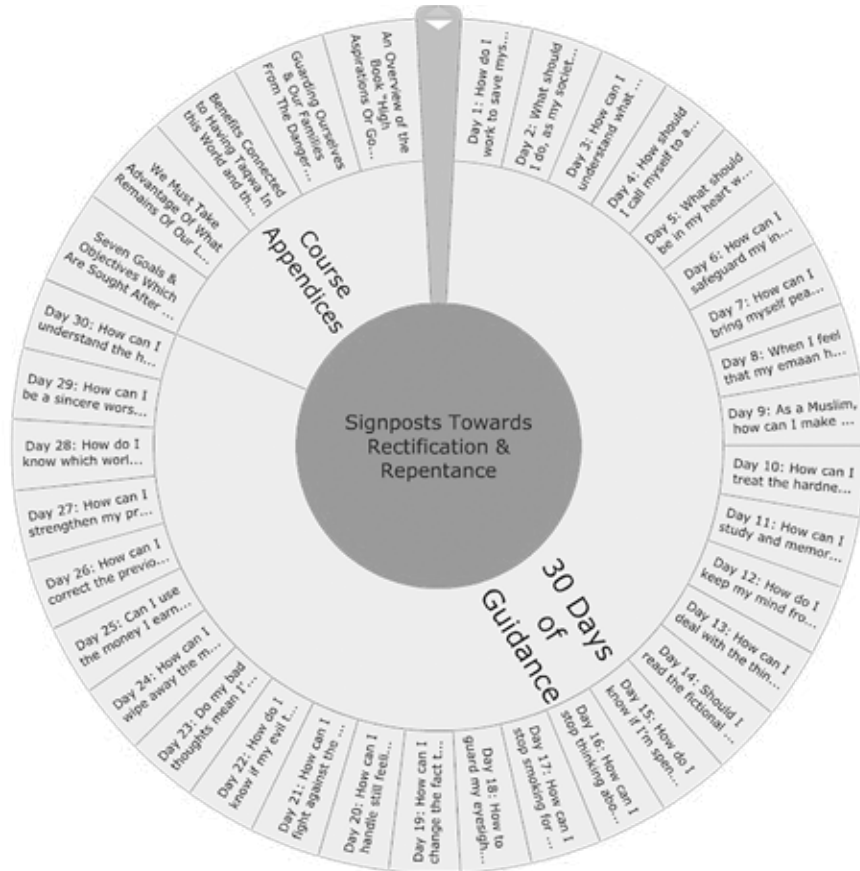 Signposts Towards
Rectification &
Repentance
30 Days
of
Guidance
Day 1: How do I
work to save mys...
Day 2: What should
I do, as my societ...
Day 3: How can I
understand what ...
Day 4: How should
I call myself to a...
Day 5: What should
be in my heart w...
Day 6: How can I
safeguard my in...
Day 7: How can I
bring myself pea...
Day 8: When I feel
that my emaan h...
Day 9: As a Muslim,
how can I make ...
Day 10: How can I
treat the hardne...
Day 11: How can I
study and memor...
Day 12: How do I
keep my mind fro...
Day 13: How can I
deal with the thin...
Day 14: Should I
read the fictional ...
Day 15: How do I
know if I'm spen...
Day 16: How can I
stop thinking abo...
Day 17: How can I
stop smoking for ...
Day 18: How to
guard my eyesigh...
Day 19: How can I
change the fact t...
Day 20: How can I
handle still feeli...
Day 21: How can I
fight against the ...
Day 22: How do I
know if my evil t...
Day 23: Do my bad
thoughts mean I'...
Day 24: How can I
wipe away the m...
Day 25: Can I use
the money I earn...
Day 26: How can I
correct the previo...
Day 27: How can I
strengthen my pr...
Day 28: How do I
know which worl...
Day 29: How can I
be a sincere wors...
Day 30: How can I
understand the h...
Course
Appendices
Seven Goals &
Objectives Which
Are Sought After ...
We Must Take
Advantage Of What
Remains Of Our L...
Benefits Connected
to Having Taqwa In
this World and th...
Guarding Ourselves
& Our Families
From The Danger...
An Overview of the
Book "High
Aspirations Or Go...